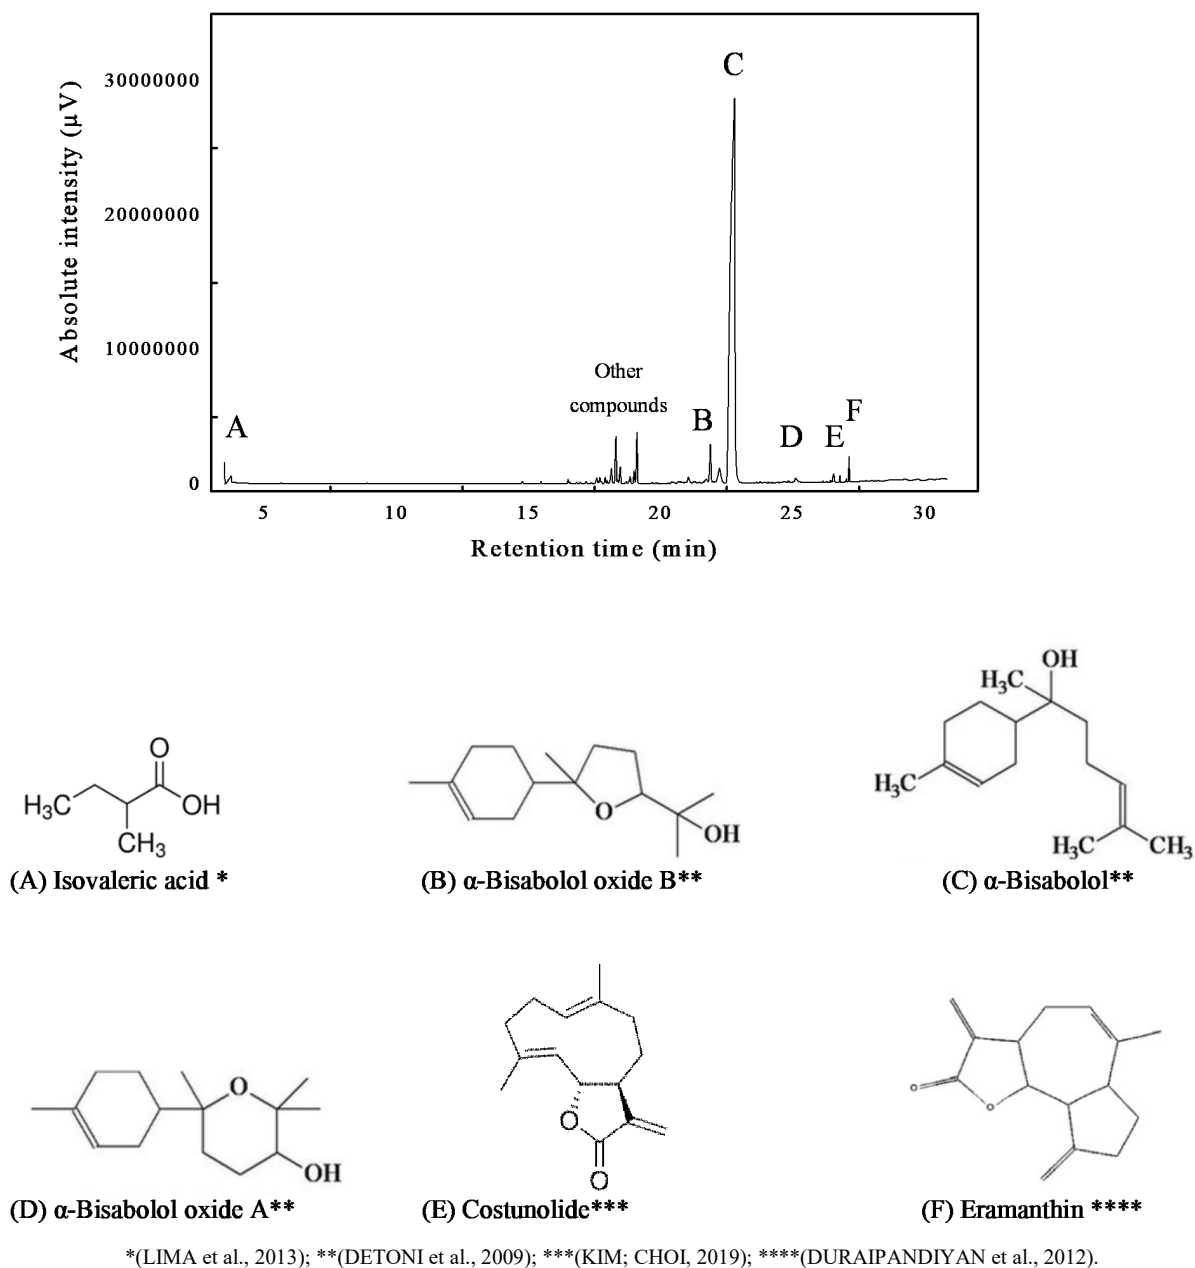 Absolute intensity (µV)
30000000
20000000
10000000
0
C
Other
compounds
A
B
D
E
F
5 10 15 20 25 30
Retention time (min)
O
H3C
OH
CH3
(A) Isovaleric acid *
O
OH
(B) α-Bisabolol oxide B**
OH
H3C
H3C
H3C
CH3
(C) α-Bisabolol**
O
OH
(D) α-Bisabolol oxide A**
O
O
(E) Costunolide***
O
O
(F) Eramanthin ****
*(LIMA et al., 2013); **(DETONI et al., 2009); ***(KIM; CHOI, 2019); ****(DURAIPANDIYAN et al., 2012).